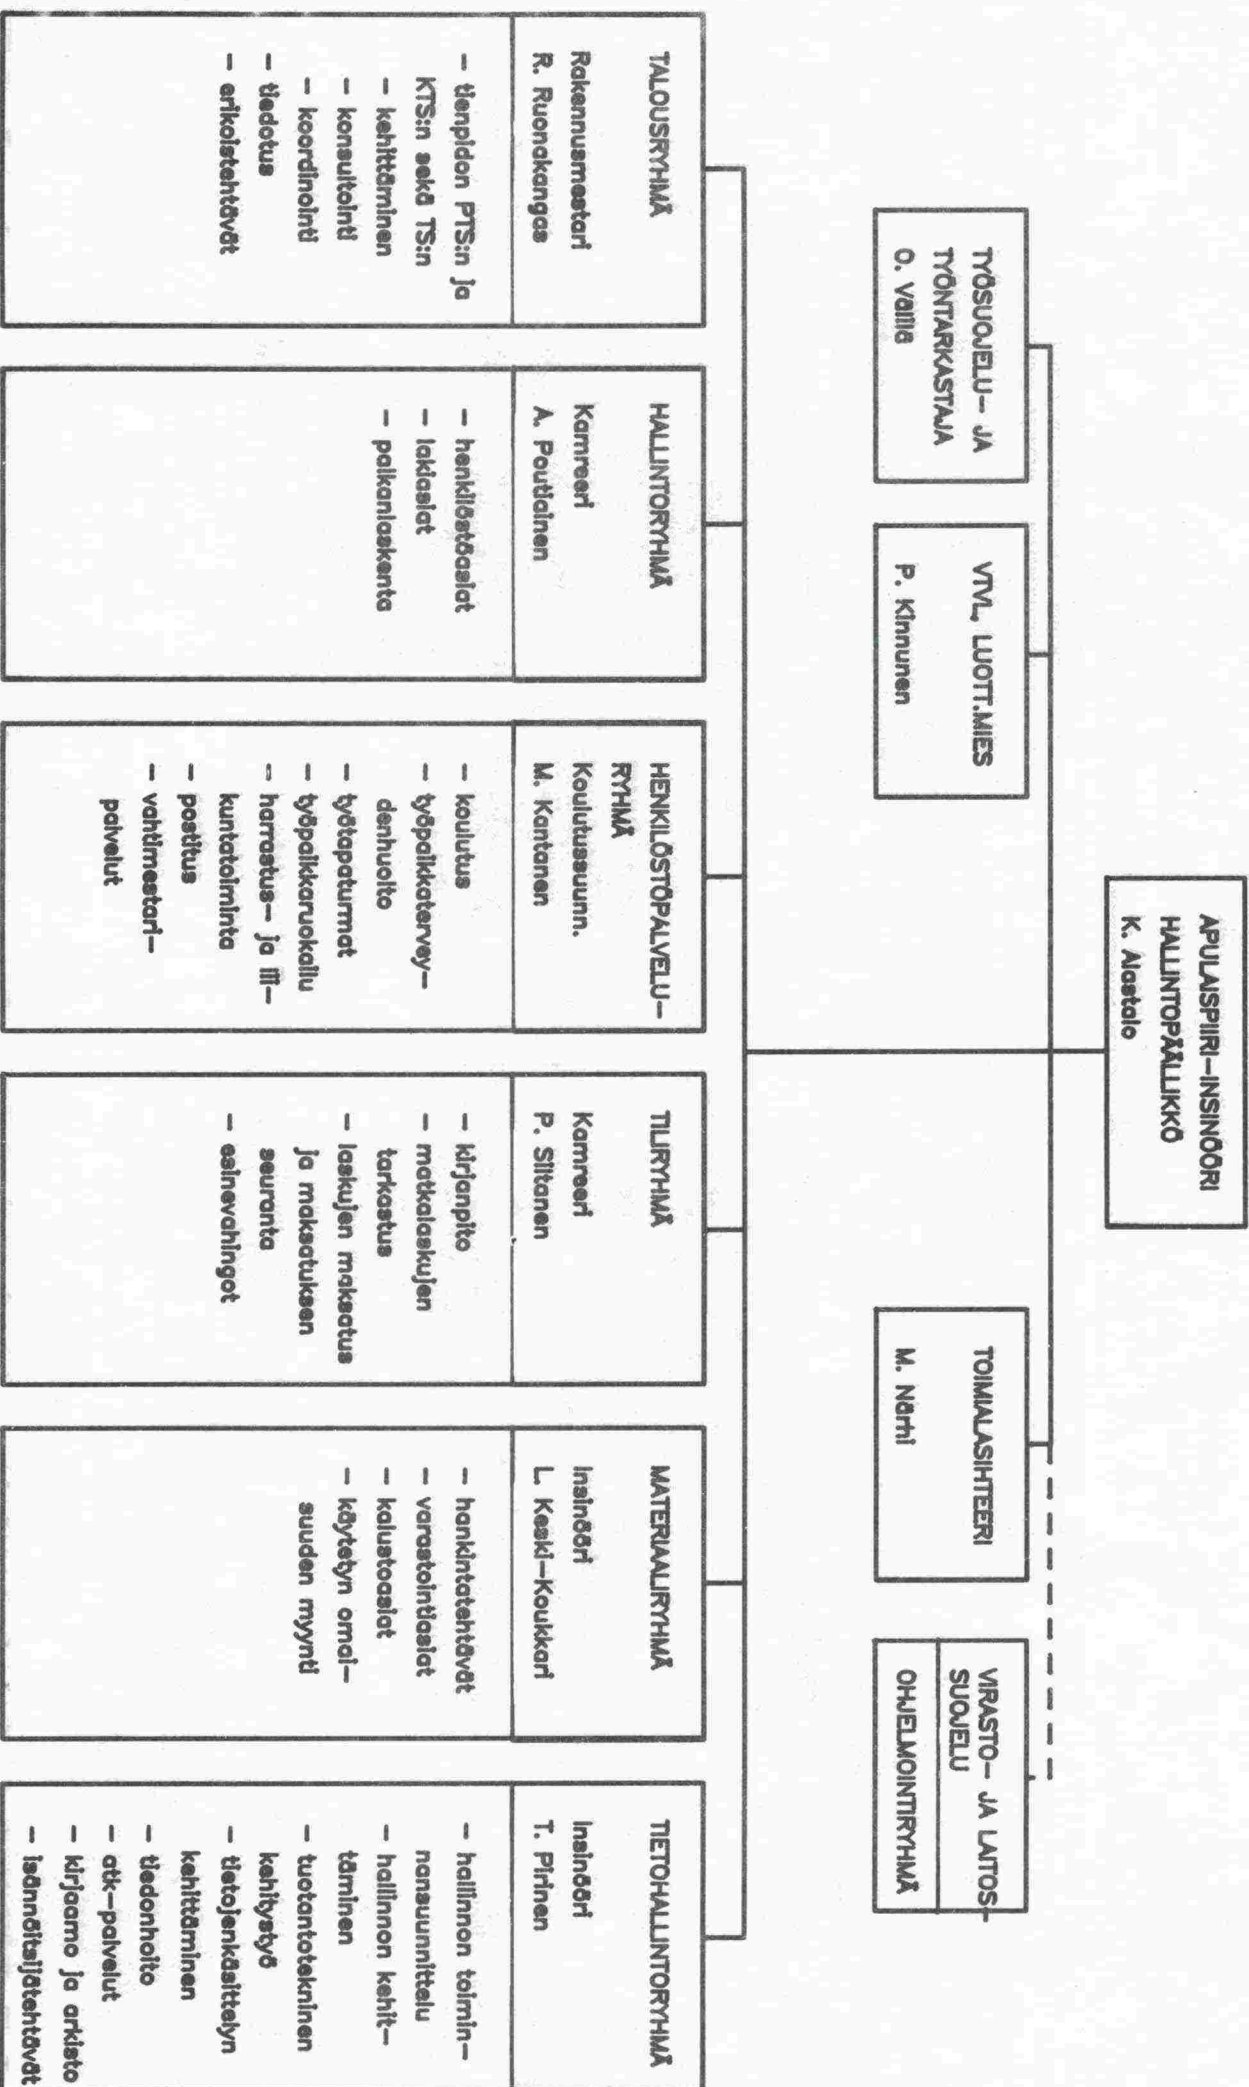 APULAISPIIRI-INSINÖÖRI
HALLINTOPÄÄLLIKKÖ
K. Alastalo
TYÖSUOJELU- JA
TYÖNTARKASTAJA
O. Vallla
VTVL, LUOTT.MIES
P. Kinnunen
TOIMIALASIHTEERI
M. Närhi
VIRASTO- JA LAITOS-
SUOJELU
OHJELMOINTIRYHMÄ
TALOUSRYHMÄ
Rakennusmestari
R. Ruonakangas
- tienpidon PTS:n ja
KTS:n sekä TS:n
- kehittäminen
- konsultointi
- koordinointi
- tiedotus
- erikoistehtävät
HALLINTORYHMÄ
Kamreeri
A. Poutiainen
- henkilöstöasiat
- lakiasiat
- palkanlaskenta
HENKILÖSTÖPALVELU-
RYHMÄ
Koulutussuunn.
M. Kantanen
- koulutus
- työpaikkatervey-
denhuolto
- työtapaturmat
- työpaikkaruokailu
- harrastus- ja lii-
kuntatoiminta
- postitus
- vahtimestari-
palvelut
TILIRYHMÄ
Kamreeri
P. Siltanen
- kirjanpito
- matkalaskujen
tarkastus
- laskujen maksatus
ja maksatuksen
seuranta
- esinevahingot
MATERIAALIRYHMÄ
Insinööri
L. Keski-Koukkari
- hankintatehtävät
- varastointiasiat
- kalustoasiat
- käytetyn omai-
suuden myynti
TIETOHALLINTORYHMÄ
Insinööri
T. Pirinen
- hallinnon toimin-
nansuunnittelu
- hallinnon kehit-
täminen
- tuotantotekninen
kehitystyö
- tietojenkäsittelyn
kehittäminen
- tiedonhoito
- atk-palvelut
- kirjaamo ja arkisto
- isännöitsijätehtävät